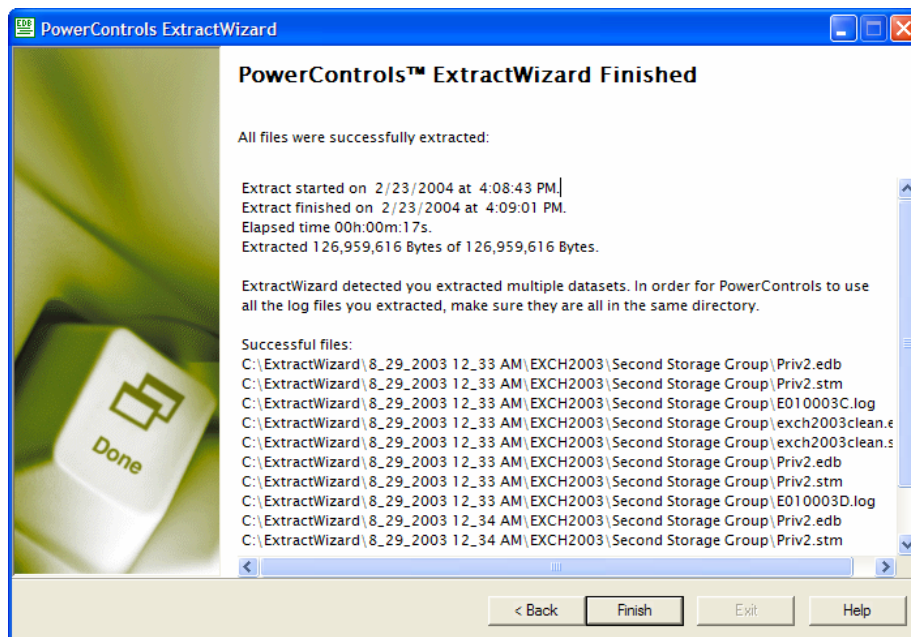 EDB
PowerControls ExtractWizard
PowerControls™ ExtractWizard Finished
All files were successfully extracted:
Extract started on 2/23/2004 at 4:08:43 PM.
Extract finished on 2/23/2004 at 4:09:01 PM.
Elapsed time 00h:00m:17s.
Extracted 126,959,616 Bytes of 126,959,616 Bytes.
ExtractWizard detected you extracted multiple datasets. In order for PowerControls to use
all the log files you extracted, make sure they are all in the same directory.
Successful files:
C:\ExtractWizard\8_29_2003 12_33 AM\EXCH2003\Second Storage Group\Priv2.edb
C:\ExtractWizard\8_29_2003 12_33 AM\EXCH2003\Second Storage Group\Priv2.stm
C:\ExtractWizard\8_29_2003 12_33 AM\EXCH2003\Second Storage Group\E010003C.log
C:\ExtractWizard\8_29_2003 12_33 AM\EXCH2003\Second Storage Group\exch2003clean.e
C:\ExtractWizard\8_29_2003 12_33 AM\EXCH2003\Second Storage Group\exch2003clean.s
C:\ExtractWizard\8_29_2003 12_33 AM\EXCH2003\Second Storage Group\Priv2.edb
C:\ExtractWizard\8_29_2003 12_33 AM\EXCH2003\Second Storage Group\Priv2.stm
C:\ExtractWizard\8_29_2003 12_33 AM\EXCH2003\Second Storage Group\E010003D.log
C:\ExtractWizard\8_29_2003 12_34 AM\EXCH2003\Second Storage Group\Priv2.edb
C:\ExtractWizard\8_29_2003 12_34 AM\EXCH2003\Second Storage Group\Priv2.stm
Done
< Back Finish Exit Help